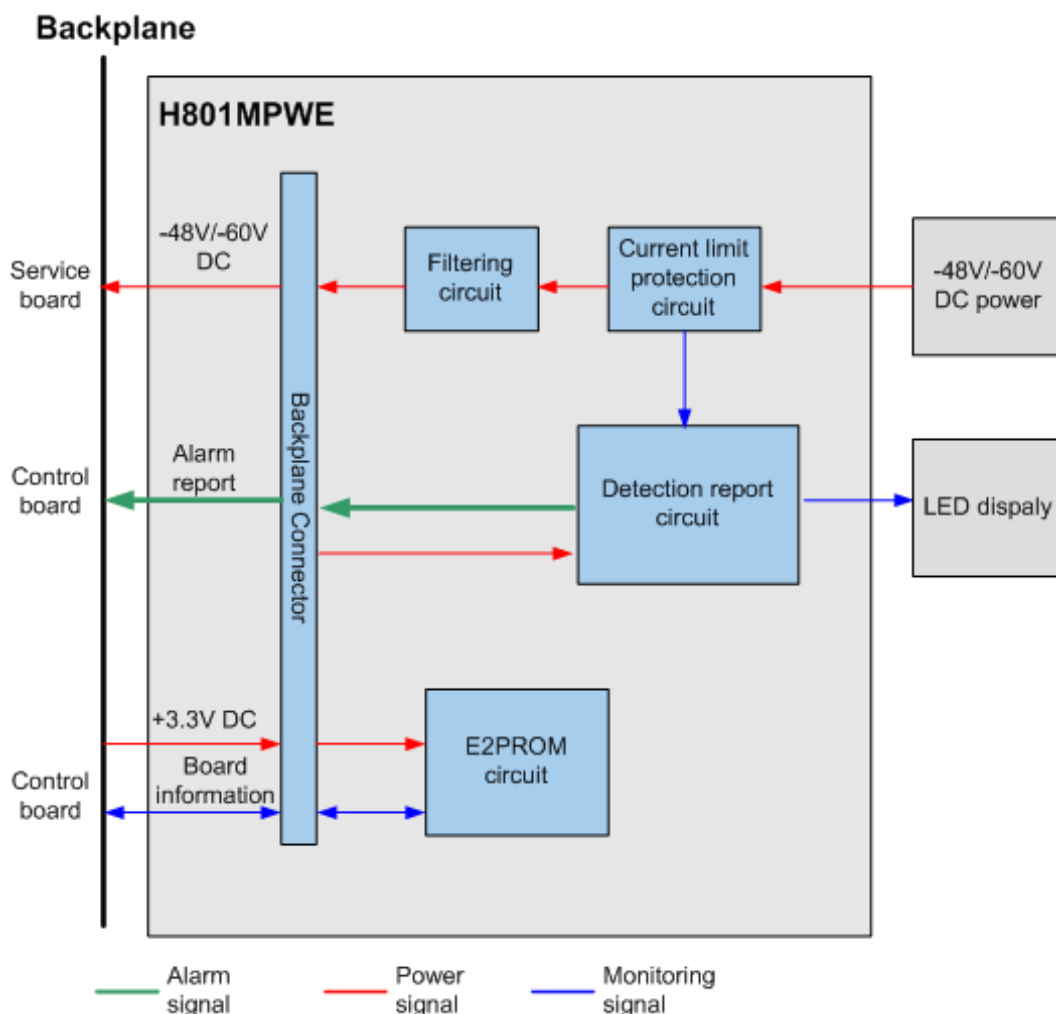 Backplane
H801MPWE
-48V/-60V
DC
Service
board
Filtering
circuit
Current limit
protection
circuit
-48V/-60V
DC power
Backplane Connector
Alarm
report
Control
board
Detection report
circuit
LED dispaly
+3.3V DC
Board
information
Control
board
E2PROM
circuit
Alarm
signal
Power
signal
Monitoring
signal